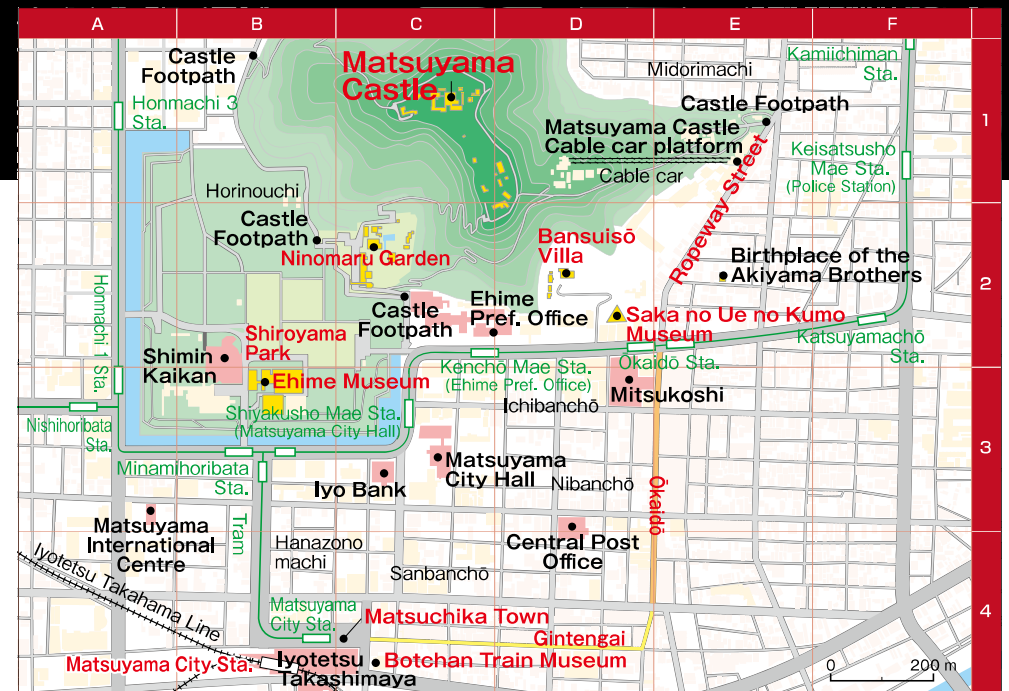 A B C D E F
1
2
3
4
Castle
Footpath
Matsuyama
Castle
Midorimachi
Kamiichiman
Sta.
Honmachi 3
Sta.
Castle Footpath
Matsuyama Castle
Cable car platform
Cable car
Keisatsusho
Mae Sta.
(Police Station)
Ropeway Street
Horinouchi
Castle
Footpath
Ninomaru Garden
Bansuisō
Villa
Birthplace of the
Akiyama Brothers
Castle
Footpath
Ehime
Pref. Office
Saka no Ue no Kumo
Museum
Katsuyamachō
Sta.
Honmachi 1 Sta.
Shiroyama
Park
Shimin
Kaikan
Ehime Museum
Kenchō Mae Sta.
(Ehime Pref. Office)
Ōkaidō Sta.
Mitsukoshi
Ichibanchō
Shiyakusho Mae Sta.
(Matsuyama City Hall)
Nishihoribata
Sta.
Minamihoribata
Sta.
Iyo Bank
Matsuyama
City Hall
Nibanchō
Ōkaidō
Matsuyama
International
Centre
Tram
Hanazono
machi
Central Post
Office
Sanbanchō
Iyotetsu Takahama Line
Matsuyama
City Sta.
Matsuchika Town
Gintengai
Matsuyama City Sta.
Iyotetsu
Takashimaya
Botchan Train Museum
0 200 m